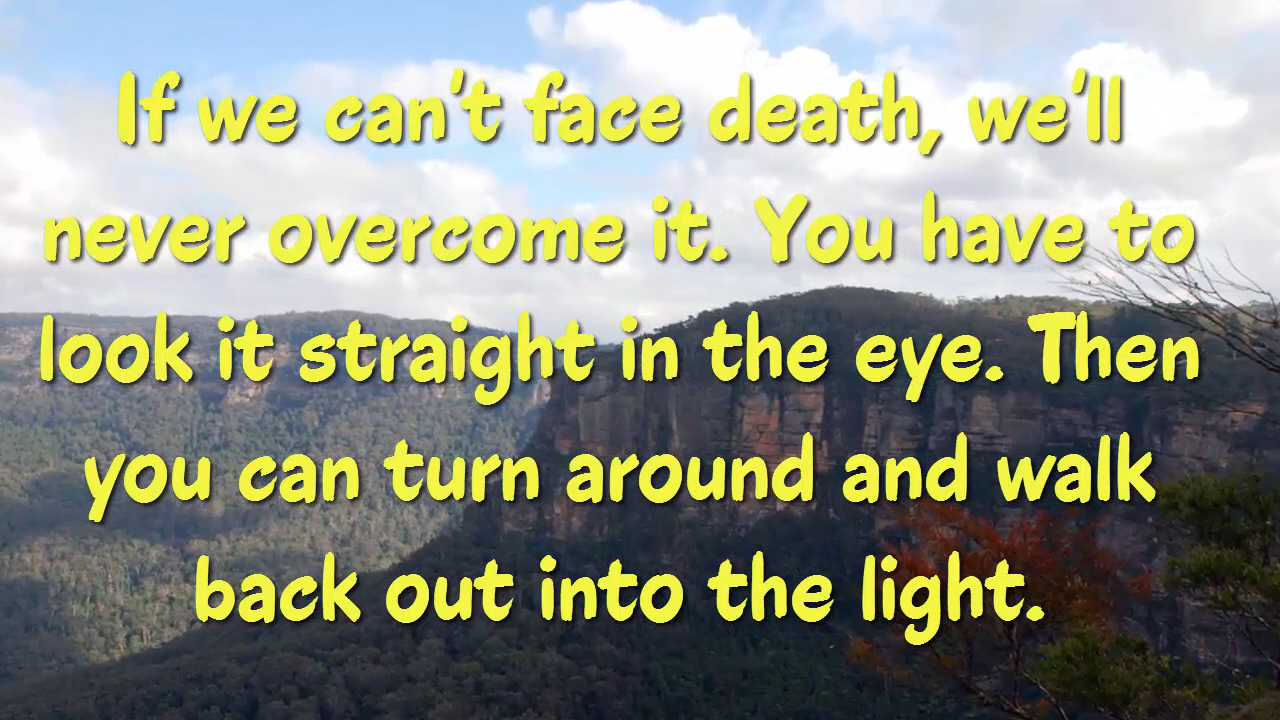 If we can't face death, we'll
never overcome it. You have to
look it straight in the eye. Then
you can turn around and walk
back out into the light.